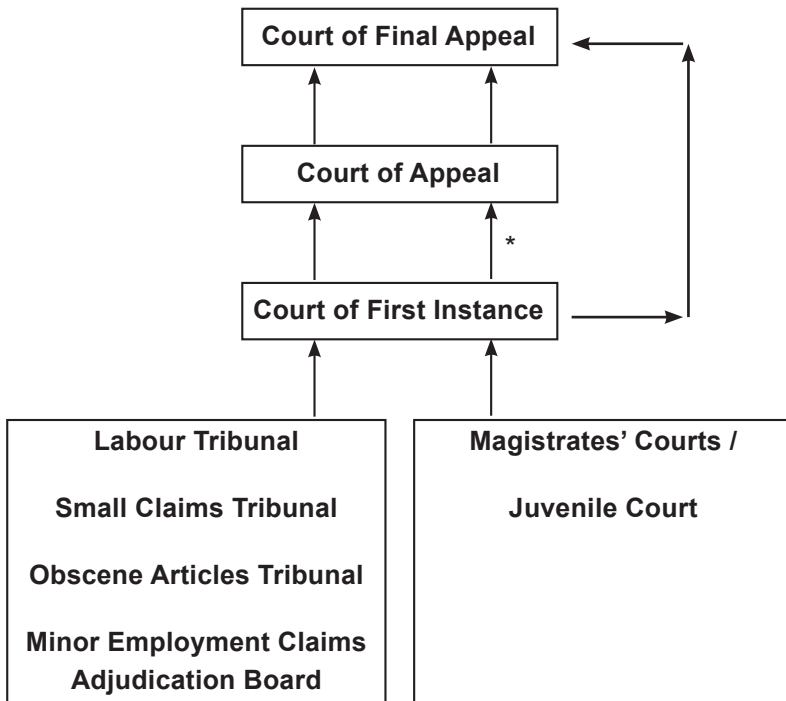 Court of Final Appeal
Court of Appeal
*
Court of First Instance
Labour Tribunal
Small Claims Tribunal
Obscene Articles Tribunal
Minor Employment Claims
Adjudication Board
Magistrates’ Courts /
Juvenile Court